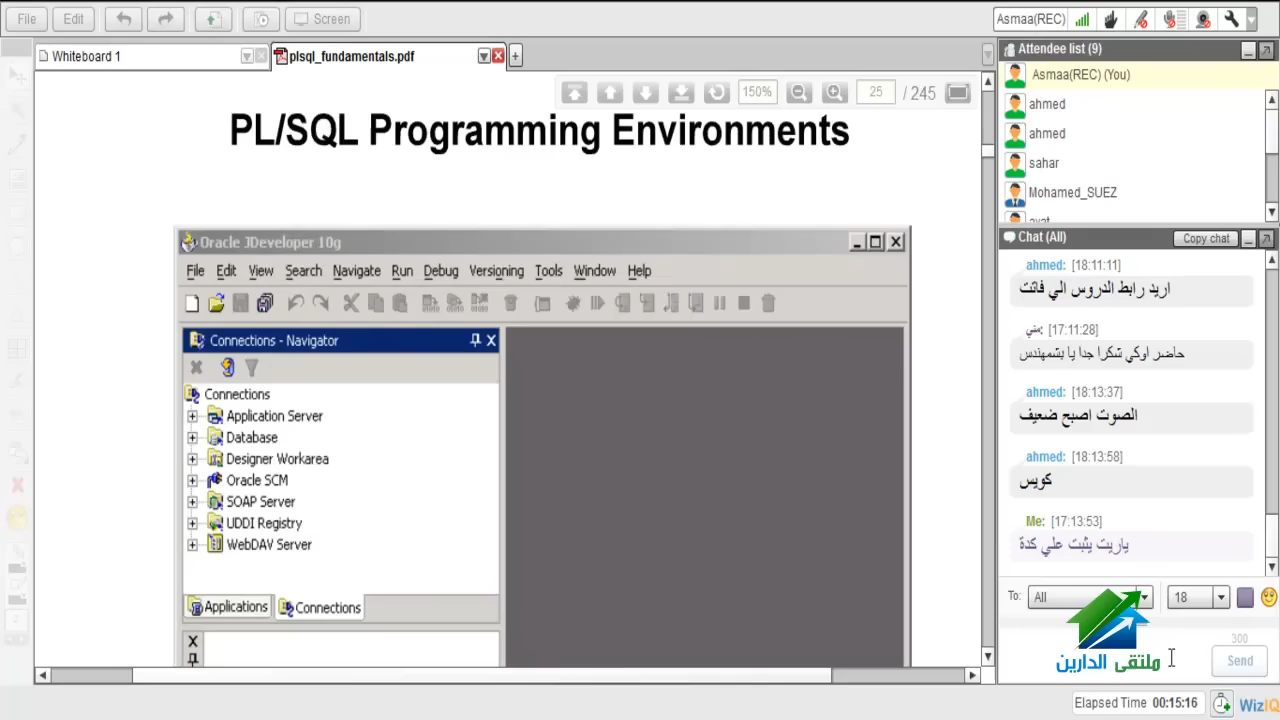 File
Edit
Screen
Asmaa(REC)
Whiteboard 1
plsql_fundamentals.pdf
+
150%
25
/ 245
PL/SQL Programming Environments
Oracle JDeveloper 10g
File Edit View Search Navigate Run Debug Versioning Tools Window Help
Connections - Navigator
Connections
Application Server
Database
Designer Workarea
Oracle SCM
SOAP Server
UDDI Registry
WebDAV Server
Applications
Connections
Attendee list (9)
Asmaa(REC) (You)
ahmed
ahmed
sahar
Mohamed_SUEZ
ayat
Chat (All)
Copy chat
ahmed: [18:11:11]
اريد رابط الدروس الي فاتت
مني: [17:11:28]
حاضر اوكي شكرا جدا يا بشمهندس
ahmed: [18:13:37]
الصوت اصبح ضعيف
ahmed: [18:13:58]
كويس
Me: [17:13:53]
ياريت يثبت علي كدة
To: All
18
300
Send
ملتقى الدارين
Elapsed Time 00:15:16
WizIQ